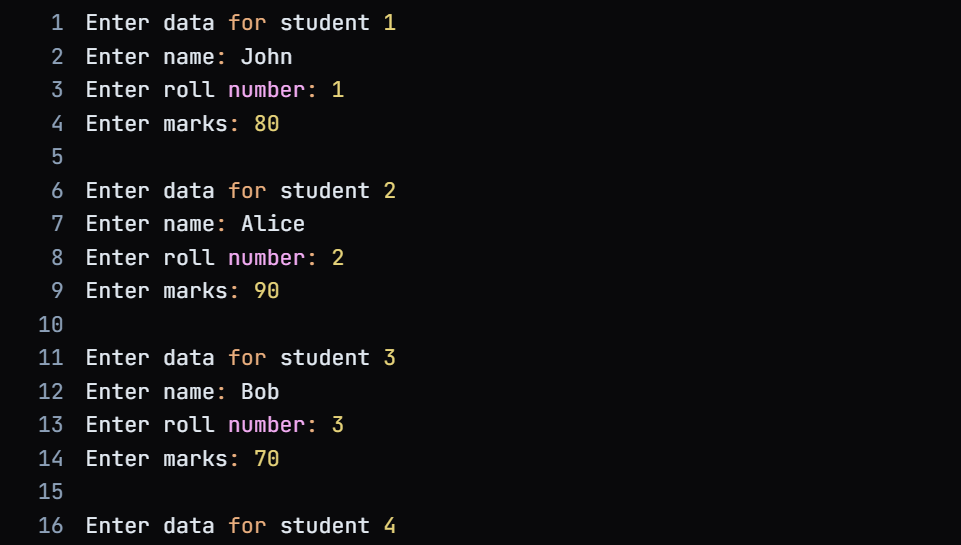 1 Enter data for student 1
2 Enter name: John
3 Enter roll number: 1
4 Enter marks: 80
5
6 Enter data for student 2
7 Enter name: Alice
8 Enter roll number: 2
9 Enter marks: 90
10
11 Enter data for student 3
12 Enter name: Bob
13 Enter roll number: 3
14 Enter marks: 70
15
16 Enter data for student 4